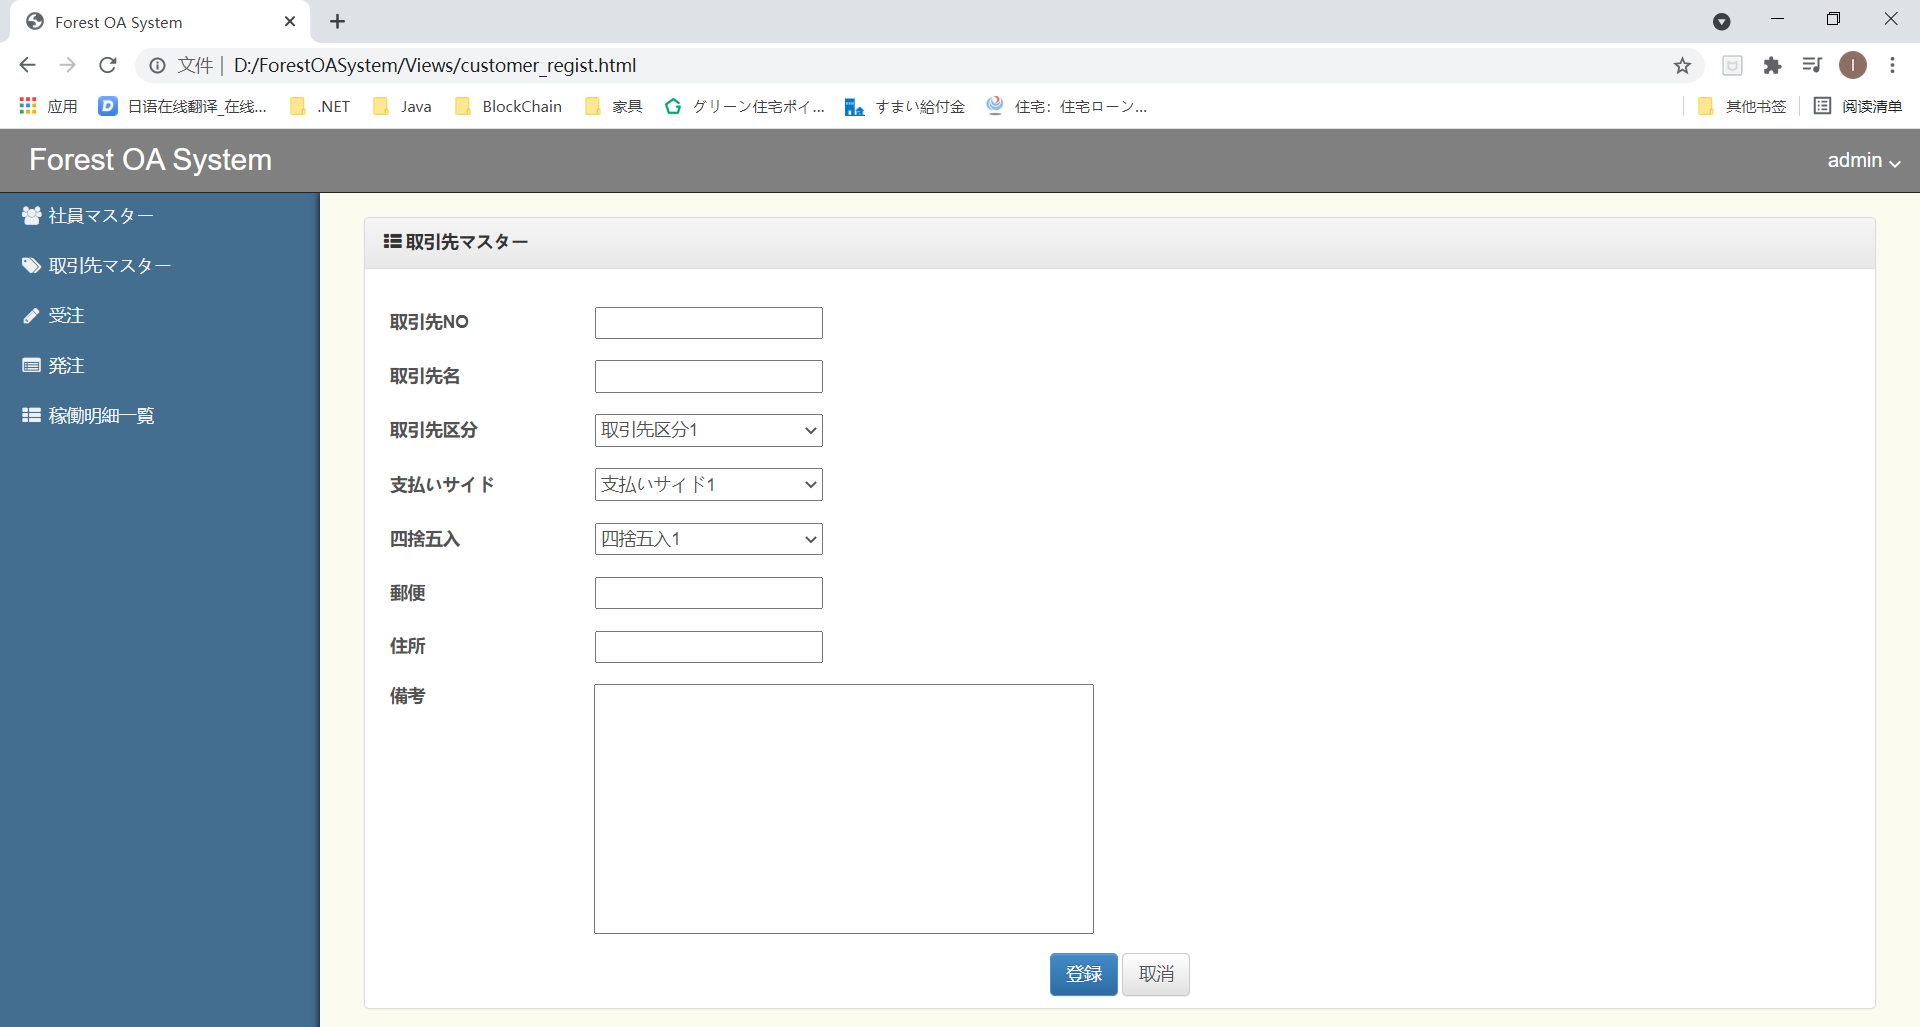 Forest OA System
文件 | D:/ForestOASystem/Views/customer_regist.html
I
应用 日语在线翻译_在线... .NET Java BlockChain 家具 グリーン住宅ポイ... すまい給付金 住宅：住宅ローン... 其他书签 阅读清单
Forest OA System admin
社員マスター
取引先マスター
受注
発注
稼働明細一覧
取引先マスター
取引先NO
取引先名
取引先区分 取引先区分1
支払いサイド 支払いサイド1
四捨五入 四捨五入1
郵便
住所
備考
登録 取消